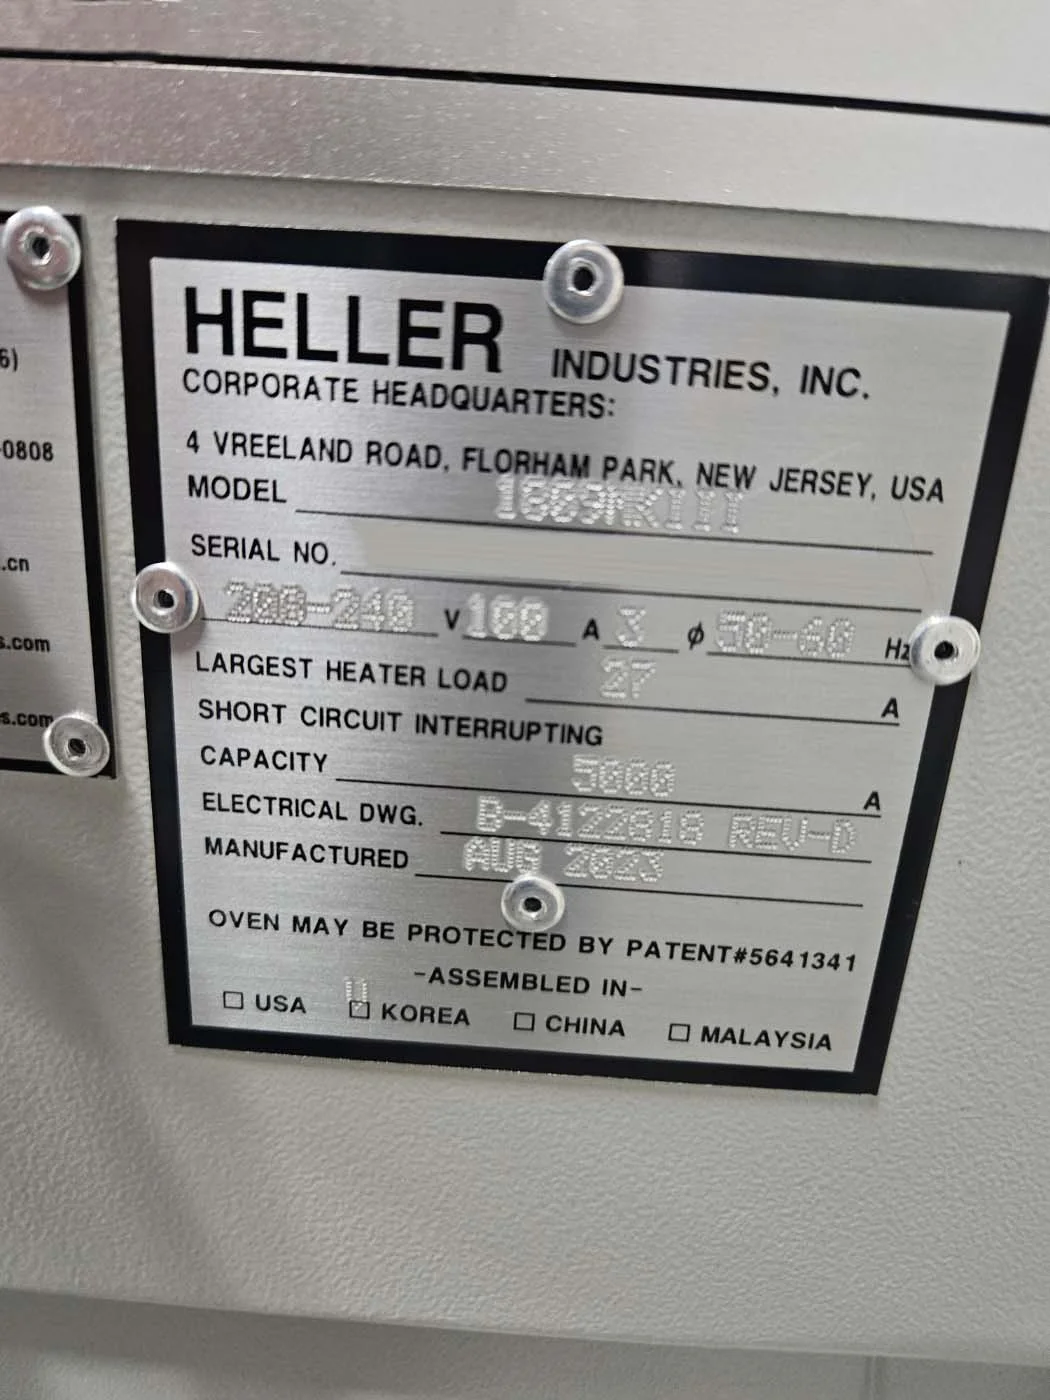 HELLER INDUSTRIES, INC.
CORPORATE HEADQUARTERS:
4 VREELAND ROAD, FLORHAM PARK, NEW JERSEY, USA
MODEL 1809MKIII
SERIAL NO.
208-240 V 100 A 3 ϕ 50-60 Hz
LARGEST HEATER LOAD 27 A
SHORT CIRCUIT INTERRUPTING
CAPACITY 5000 A
ELECTRICAL DWG. B-4122818 REV-D
MANUFACTURED AUG 2023
OVEN MAY BE PROTECTED BY PATENT#5641341
-ASSEMBLED IN-
☐ USA ☐ KOREA ☐ CHINA ☐ MALAYSIA
6)
-0808
.cn
s.com
s.com